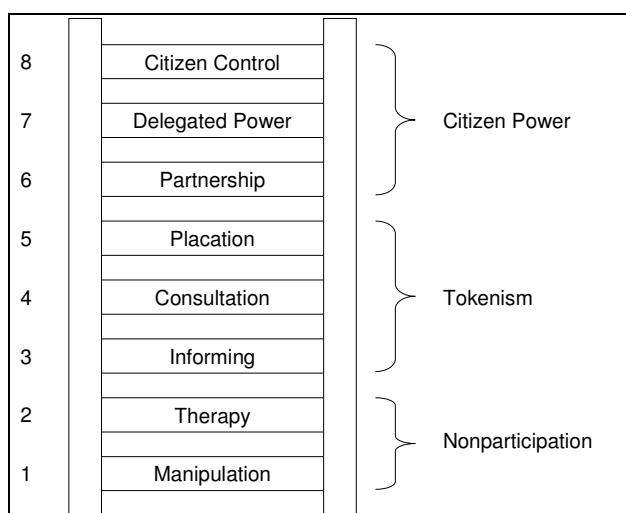 8 Citizen Control
7 Delegated Power Citizen Power
6 Partnership
5 Placation
4 Consultation Tokenism
3 Informing
2 Therapy
Nonparticipation
1 Manipulation